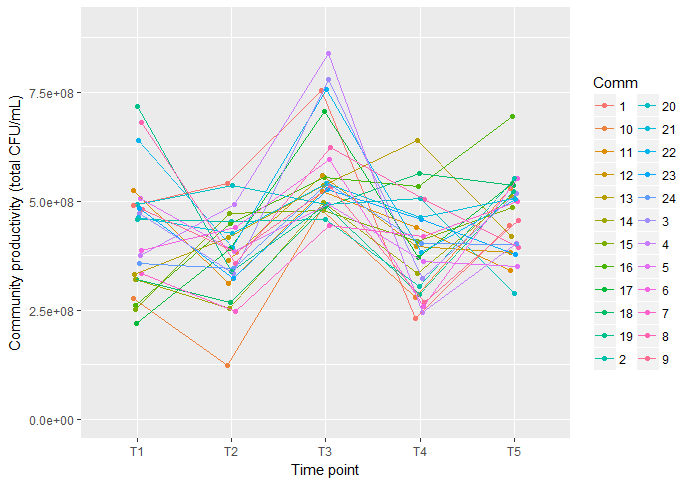 Community productivity (total CFU/mL)
7.5e+08
5.0e+08
2.5e+08
0.0e+00
T1 T2 T3 T4 T5
Time point
Comm
1 20
10 21
11 22
12 23
13 24
14 3
15 4
16 5
17 6
18 7
19 8
2 9